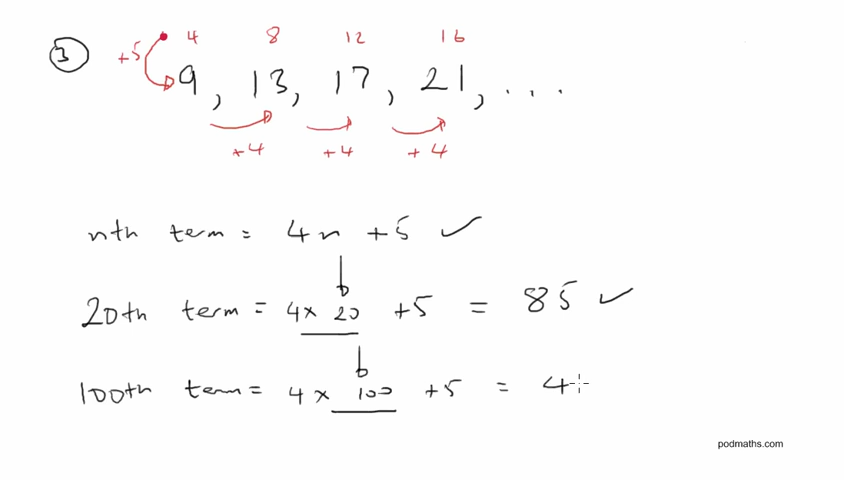 3 +5 4 8 12 16
9, 13, 17, 21, ...
+4 +4 +4
nth term = 4n +5 ✓
20th term = 4 × 20 +5 = 85 ✓
100th term = 4 × 100 +5 = 4
podmaths.com